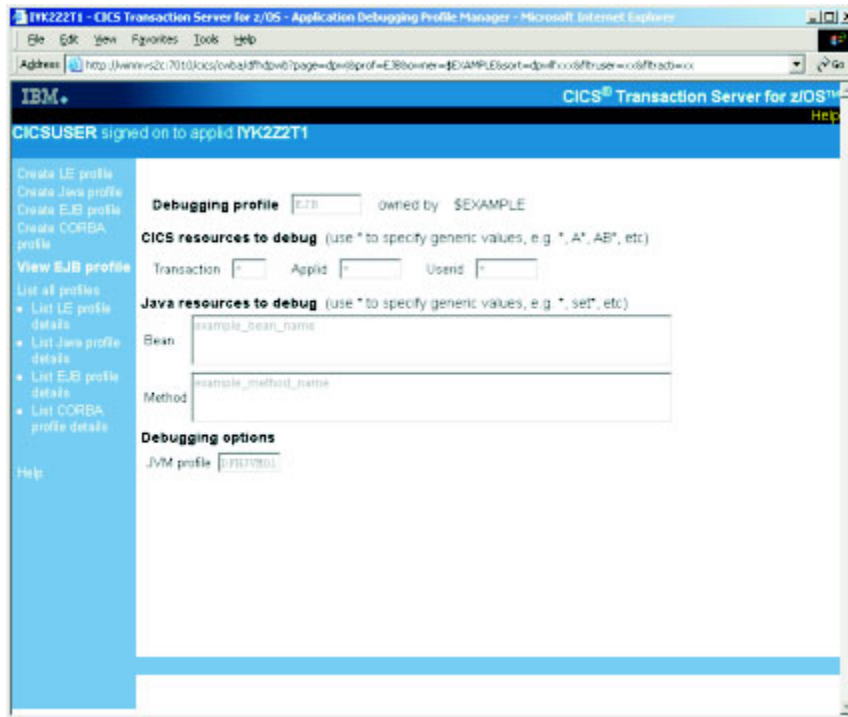 IYK2Z2T1 - CICS Transaction Server for z/OS - Application Debugging Profile Manager - Microsoft Internet Explorer
File Edit View Favorites Tools Help
Address Go
IBM. CICS® Transaction Server for z/OS™
Help
CICSUSER signed on to applid IYK2Z2T1
Create LE profile
Create Java profile
Create EJB profile
Create CORBA
profile
View EJB profile
List all profiles
List LE profile
details
List Java profile
details
List EJB profile
details
List CORBA
profile details
Help
Debugging profile EJB owned by $EXAMPLE
CICS resources to debug (use * to specify generic values, e.g. *, A*, AB*, etc)
Transaction * Applid * Userid *
Java resources to debug (use * to specify generic values, e.g. *, set*, etc)
Bean example_bean_name
Method example_method_name
Debugging options
JVM profile DFHJVM01